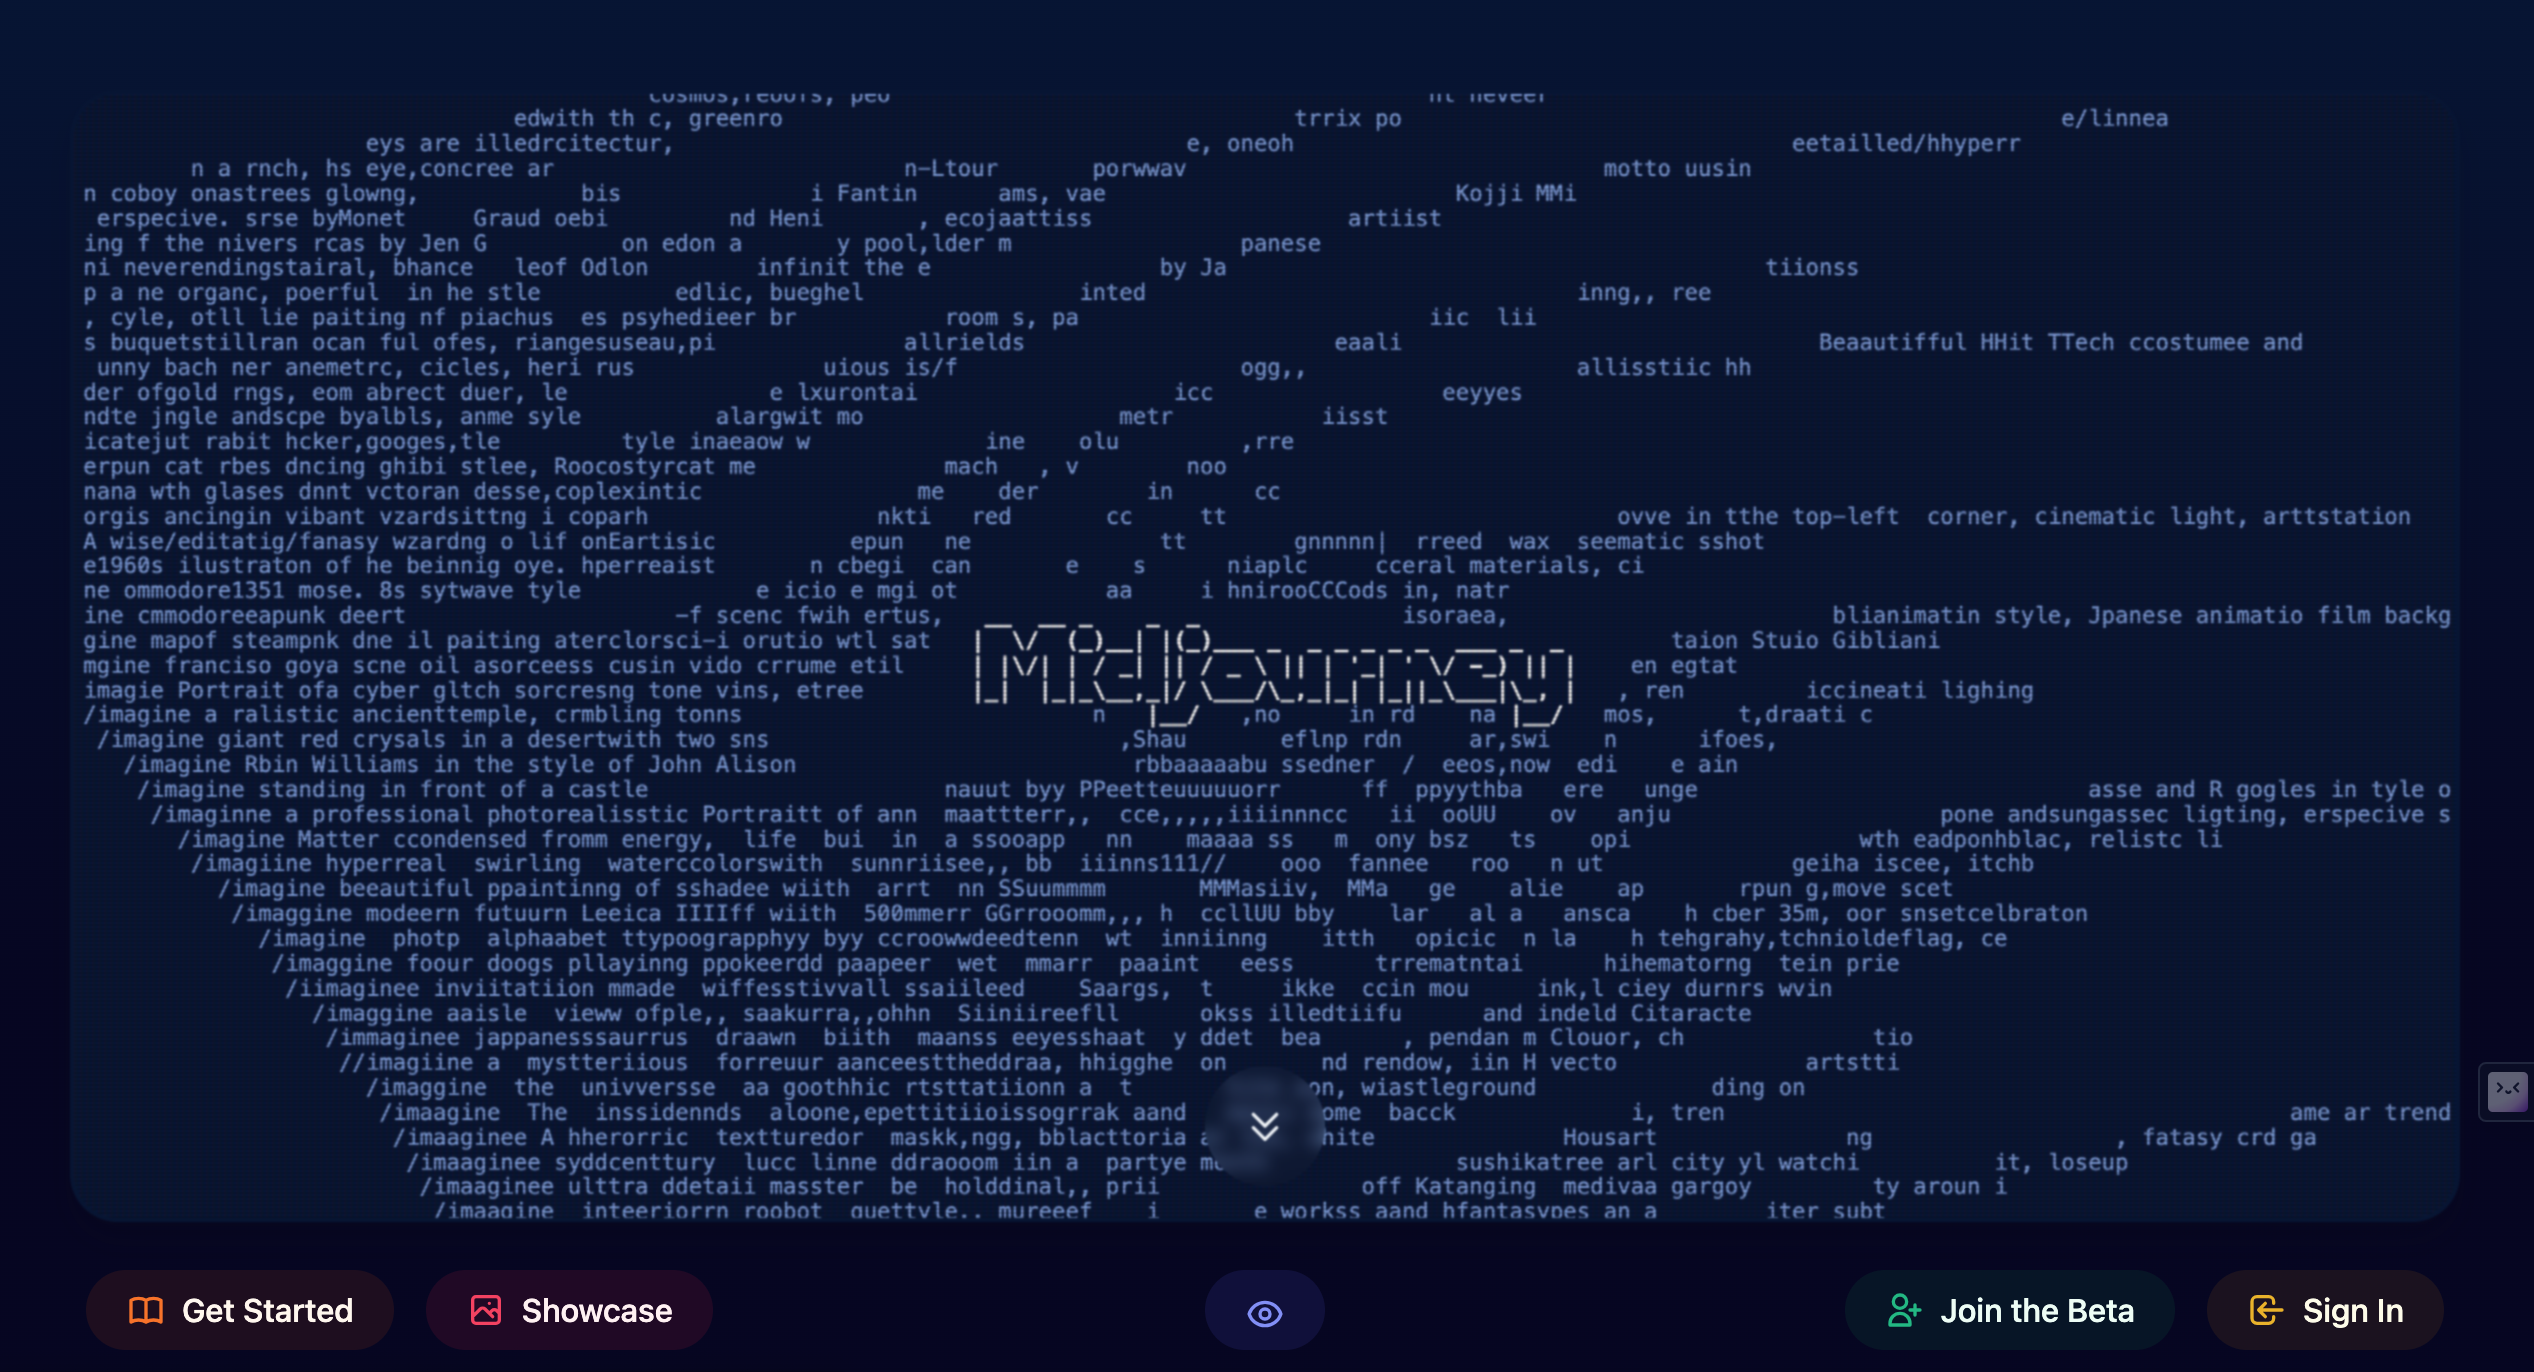 cosmos,reoofs, peo nt neveer
edwith th c, greenro trrix po e/linnea
eys are illedrcitectur, e, oneoh eetailled/hhyperr
n a rnch, hs eye,concree ar n-Ltour porwwav motto uusin
n coboy onastrees glowng, bis i Fantin ams, vae Kojji MMi
erspecive. srse byMonet Graud oebi nd Heni , ecojaattiss artiist
ing f the nivers rcas by Jen G on edon a y pool,lder m panese
ni neverendingstairal, bhance leof Odlon infinit the e by Ja tiionss
p a ne organc, poerful in he stle edlic, bueghel inted inng,, ree
, cyle, otll lie paiting nf piachus es psyhedieer br room s, pa iic lii
s buquetstillran ocan ful ofes, riangesuseau,pi allrields eaali Beaautifful HHit TTech ccostumee and
unny bach ner anemetrc, cicles, heri rus uious is/f ogg,, allisstiic hh
der ofgold rngs, eom abrect duer, le e lxurontai icc eeyyes
ndte jngle andscpe byalbls, anme syle alargwit mo metr iisst
icatejut rabit hcker,googes,tle tyle inaeaow w ine olu ,rre
erpun cat rbes dncing ghibi stlee, Roocostyrcat me mach , v noo
nana wth glases dnnt vctoran desse,coplexintic me der in cc
orgis ancingin vibant vzardsittng i coparh nkti red cc tt ovve in tthe top-left corner, cinematic light, arttstation
A wise/editatig/fanasy wzardng o lif onEartisic epun ne tt gnnnnn| rreed wax seematic sshot
e1960s ilustraton of he beinnig oye. hperreaist n cbegi can e s niaplc cceral materials, ci
ne ommodore1351 mose. 8s sytwave tyle e icio e mgi ot aa i hnirooCCCods in, natr
ine cmmodoreeapunk deert -f scenc fwih ertus, isoraea, blianimatin style, Jpanese animatio film backg
gine mapof steampnk dne il paiting aterclorsci-i orutio wtl sat taion Stuio Gibliani
mgine franciso goya scne oil asorceess cusin vido crrume etil en egtat
Midjourney
imagie Portrait ofa cyber gltch sorcresng tone vins, etree , ren iccineati lighing
/imagine a ralistic ancienttemple, crmbling tonns n ,no in rd na mos, t,draati c
/imagine giant red crysals in a desertwith two sns ,Shau eflnp rdn ar,swi n ifoes,
/imagine Rbin Williams in the style of John Alison rbbaaaaabu ssedner / eeos,now edi e ain
/imagine standing in front of a castle nauut byy PPeetteuuuuorr ff ppyythba ere unge asse and R gogles in tyle o
/imaginne a professional photorealisstic Portraitt of ann maattterr,, cce,,,,,iiiinnncc ii ooUU ov anju pone andsungassec ligting, erspecive s
/imagine Matter ccondensed fromm energy, life bui in a ssooapp nn maaaa ss m ony bsz ts opi wth eadponhblac, relistc li
/imagiine hyperreal swirling waterccolorswith sunnriisee,, bb iiinns111// ooo fannee roo n ut geiha iscee, itchb
/imagine beeautiful ppaintinng of sshadee wiith arrt nn SSuummmm MMMasiiv, MMa ge alie ap rpun g,move scet
/imaggine modeern futuurn Leeica IIIIff wiith 500mmerr GGrrooomm,,, h ccllUU bby lar al a ansca h cber 35m, oor snsetcelbraton
/imagine photp alphaabet ttypoograpphyy byy ccroowwdeedtenn wt inniinng itth opicic n la h tehgrahy,tchnioldeflag, ce
/imaggine foour doogs pllayinng ppokeerdd paapeer wet mmarr paaint eess trrematntai hihematorng tein prie
/iimaginee inviitatiion mmade wiffesstivvall ssaiileed Saargs, t ikke ccin mou ink,l ciey durnrs wvin
/imaggine aaisle vieww ofple,, saakurra,,ohhn Siiniireefll okss illedtiifu and indeld Citaracte
/immaginee jappanesssaurrus draawn biith maanss eeyesshaat y ddet bea , pendan m Clouor, ch tio
//imagiine a mystteriious forreuur aanceesttheddraa, hhigghe on nd rendow, iin H vecto artstti
/imaggine the univversse aa goothhic rtsttatiionn a t on, wiastleground ding on
/imaagine The inssidennds aloone,epettitiioissogrrak aand ome bacck i, tren ame ar trend
/imaaginee A hherorric textturedor maskk,ngg, bblacttoria a hite Housart ng , fatasy crd ga
/imaaginee syddcenttury lucc linne ddraooom iin a partye m sushikatree arl city yl watchi it, loseup
/imaaginee ulttra ddetaii masster be holddinal,, prii off Katanging medivaa gargoy ty aroun i
/imaagine inteeriorrn roobot quettyle,, mureeef i e workss aand hfantasypes an a iter subt
Get Started
Showcase
Join the Beta
Sign In